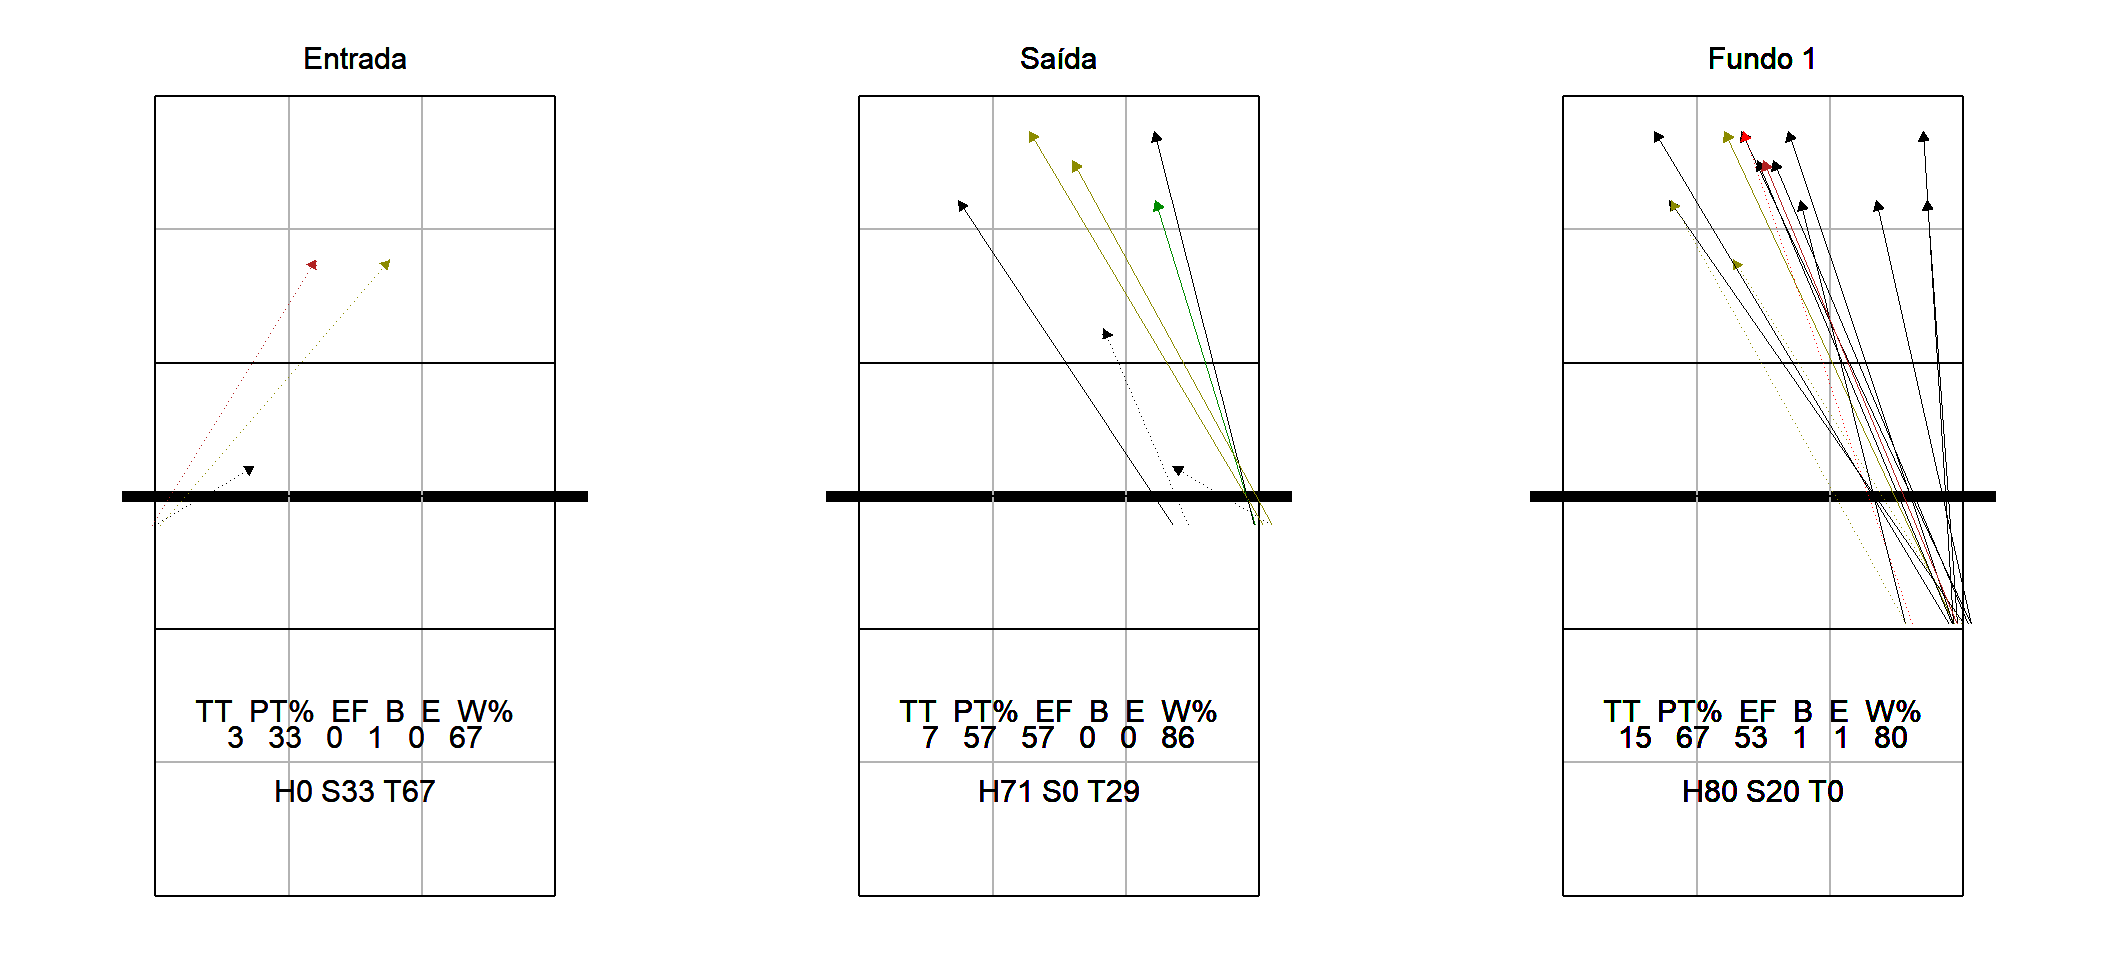 Entrada
TT PT% EF B E W%
3 33 0 1 0 67
H0 S33 T67
Saída
TT PT% EF B E W%
7 57 57 0 0 86
H71 S0 T29
Fundo 1
TT PT% EF B E W%
15 67 53 1 1 80
H80 S20 T0